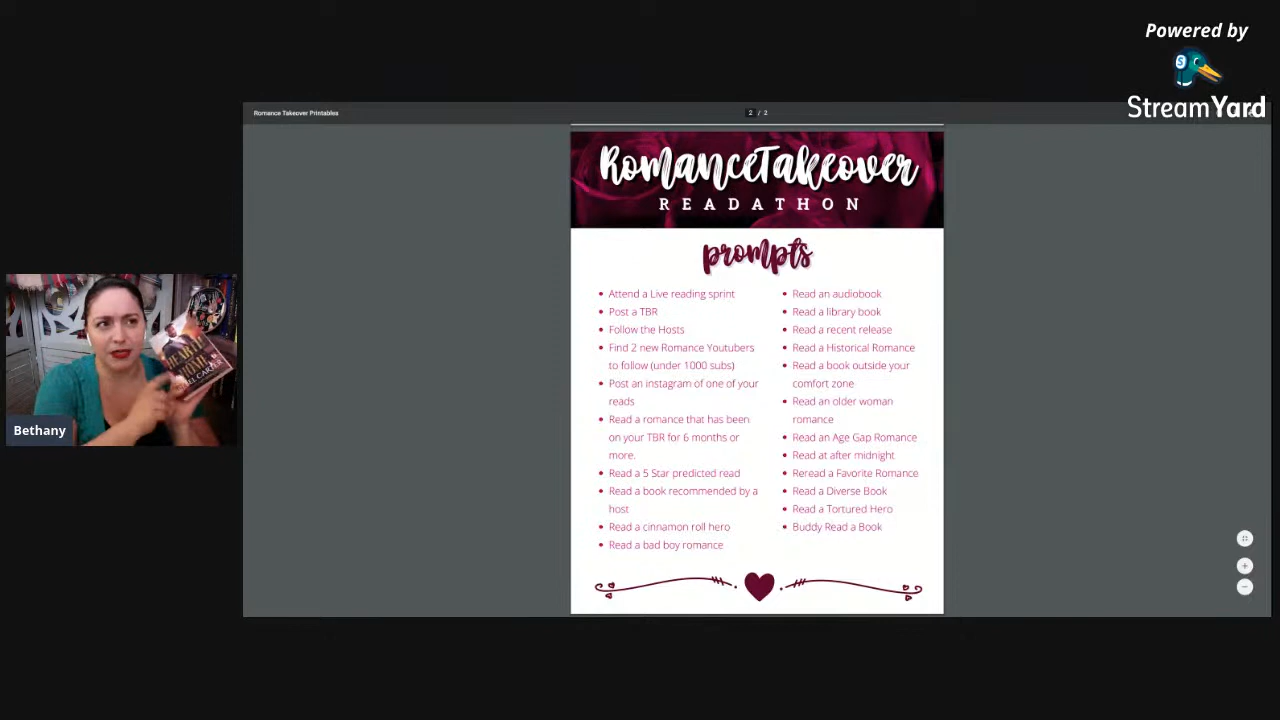 Powered by
StreamYard
Romance Takeover Printables
2 / 2
RomanceTakeover
READATHON
prompts
Attend a Live reading sprint
Post a TBR
Follow the Hosts
Find 2 new Romance Youtubers
to follow (under 1000 subs)
Post an instagram of one of your
reads
Read a romance that has been
on your TBR for 6 months or
more.
Read a 5 Star predicted read
Read a book recommended by a
host
Read a cinnamon roll hero
Read a bad boy romance
Read an audiobook
Read a library book
Read a recent release
Read a Historical Romance
Read a book outside your
comfort zone
Read an older woman
romance
Read an Age Gap Romance
Read at after midnight
Reread a Favorite Romance
Read a Diverse Book
Read a Tortured Hero
Buddy Read a Book
Bethany